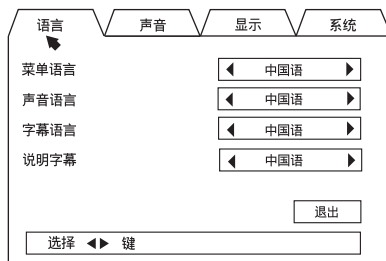 语言 声音 显示 系统
菜单语言 中国语
声音语言 中国语
字幕语言 中国语
说明字幕 中国语
退出
选择 ◀▶ 键